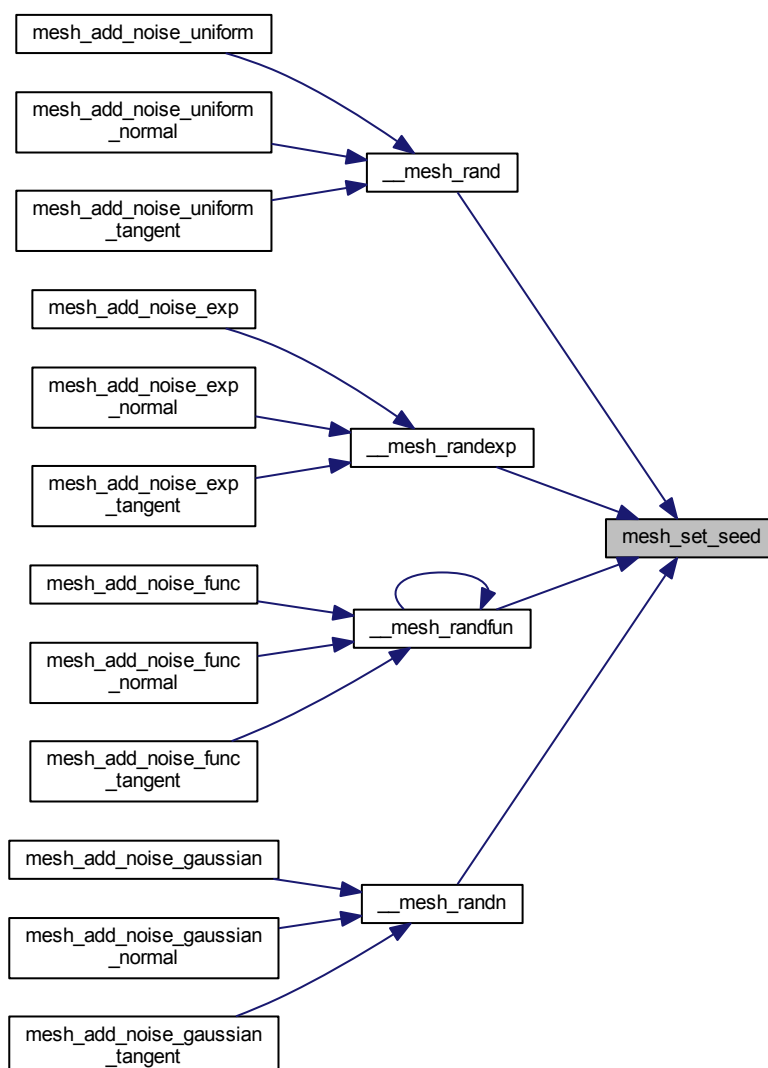 mesh_add_noise_uniform
mesh_add_noise_uniform
_normal
mesh_add_noise_uniform
_tangent
__mesh_rand
mesh_add_noise_exp
mesh_add_noise_exp
_normal
mesh_add_noise_exp
_tangent
__mesh_randexp
mesh_set_seed
mesh_add_noise_func
mesh_add_noise_func
_normal
mesh_add_noise_func
_tangent
__mesh_randfun
mesh_add_noise_gaussian
mesh_add_noise_gaussian
_normal
mesh_add_noise_gaussian
_tangent
__mesh_randn